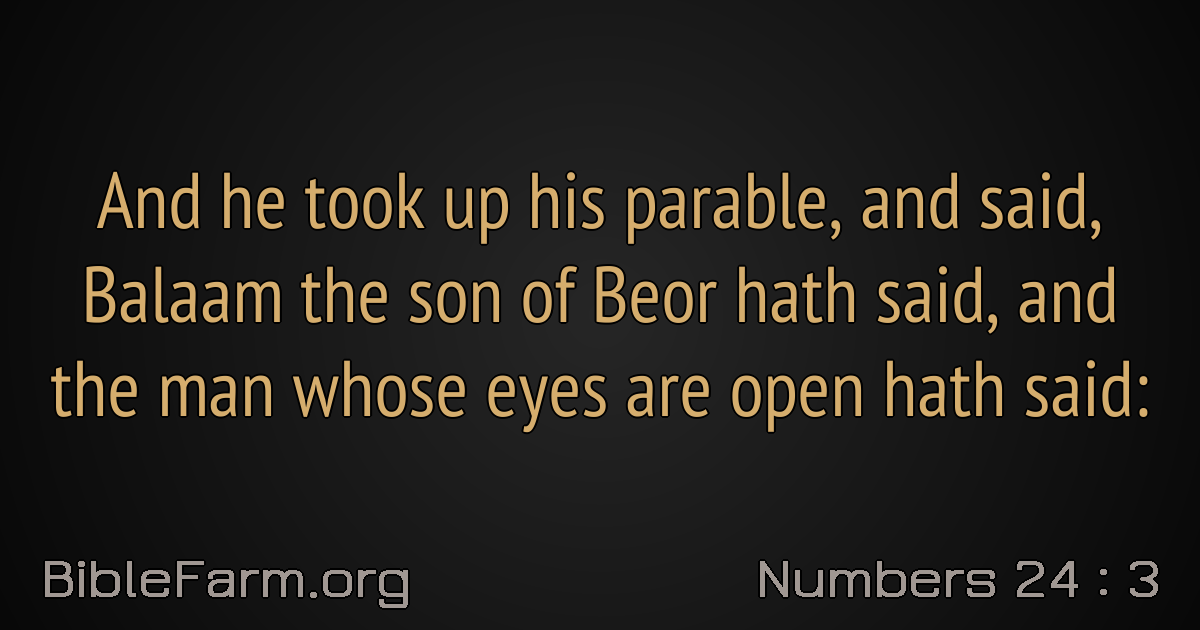 And he took up his parable, and said,
Balaam the son of Beor hath said, and
the man whose eyes are open hath said:
BibleFarm.org
Numbers 24 : 3